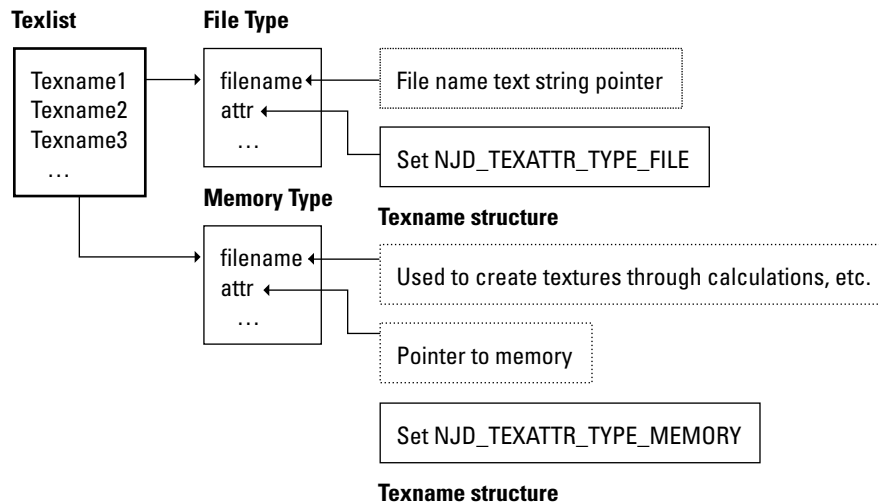 Texlist
File Type
Texname1
Texname2
Texname3
...
filename
attr
...
File name text string pointer
Set NJD_TEXATTR_TYPE_FILE
Memory Type
Texname structure
filename
attr
...
Used to create textures through calculations, etc.
Pointer to memory
Set NJD_TEXATTR_TYPE_MEMORY
Texname structure